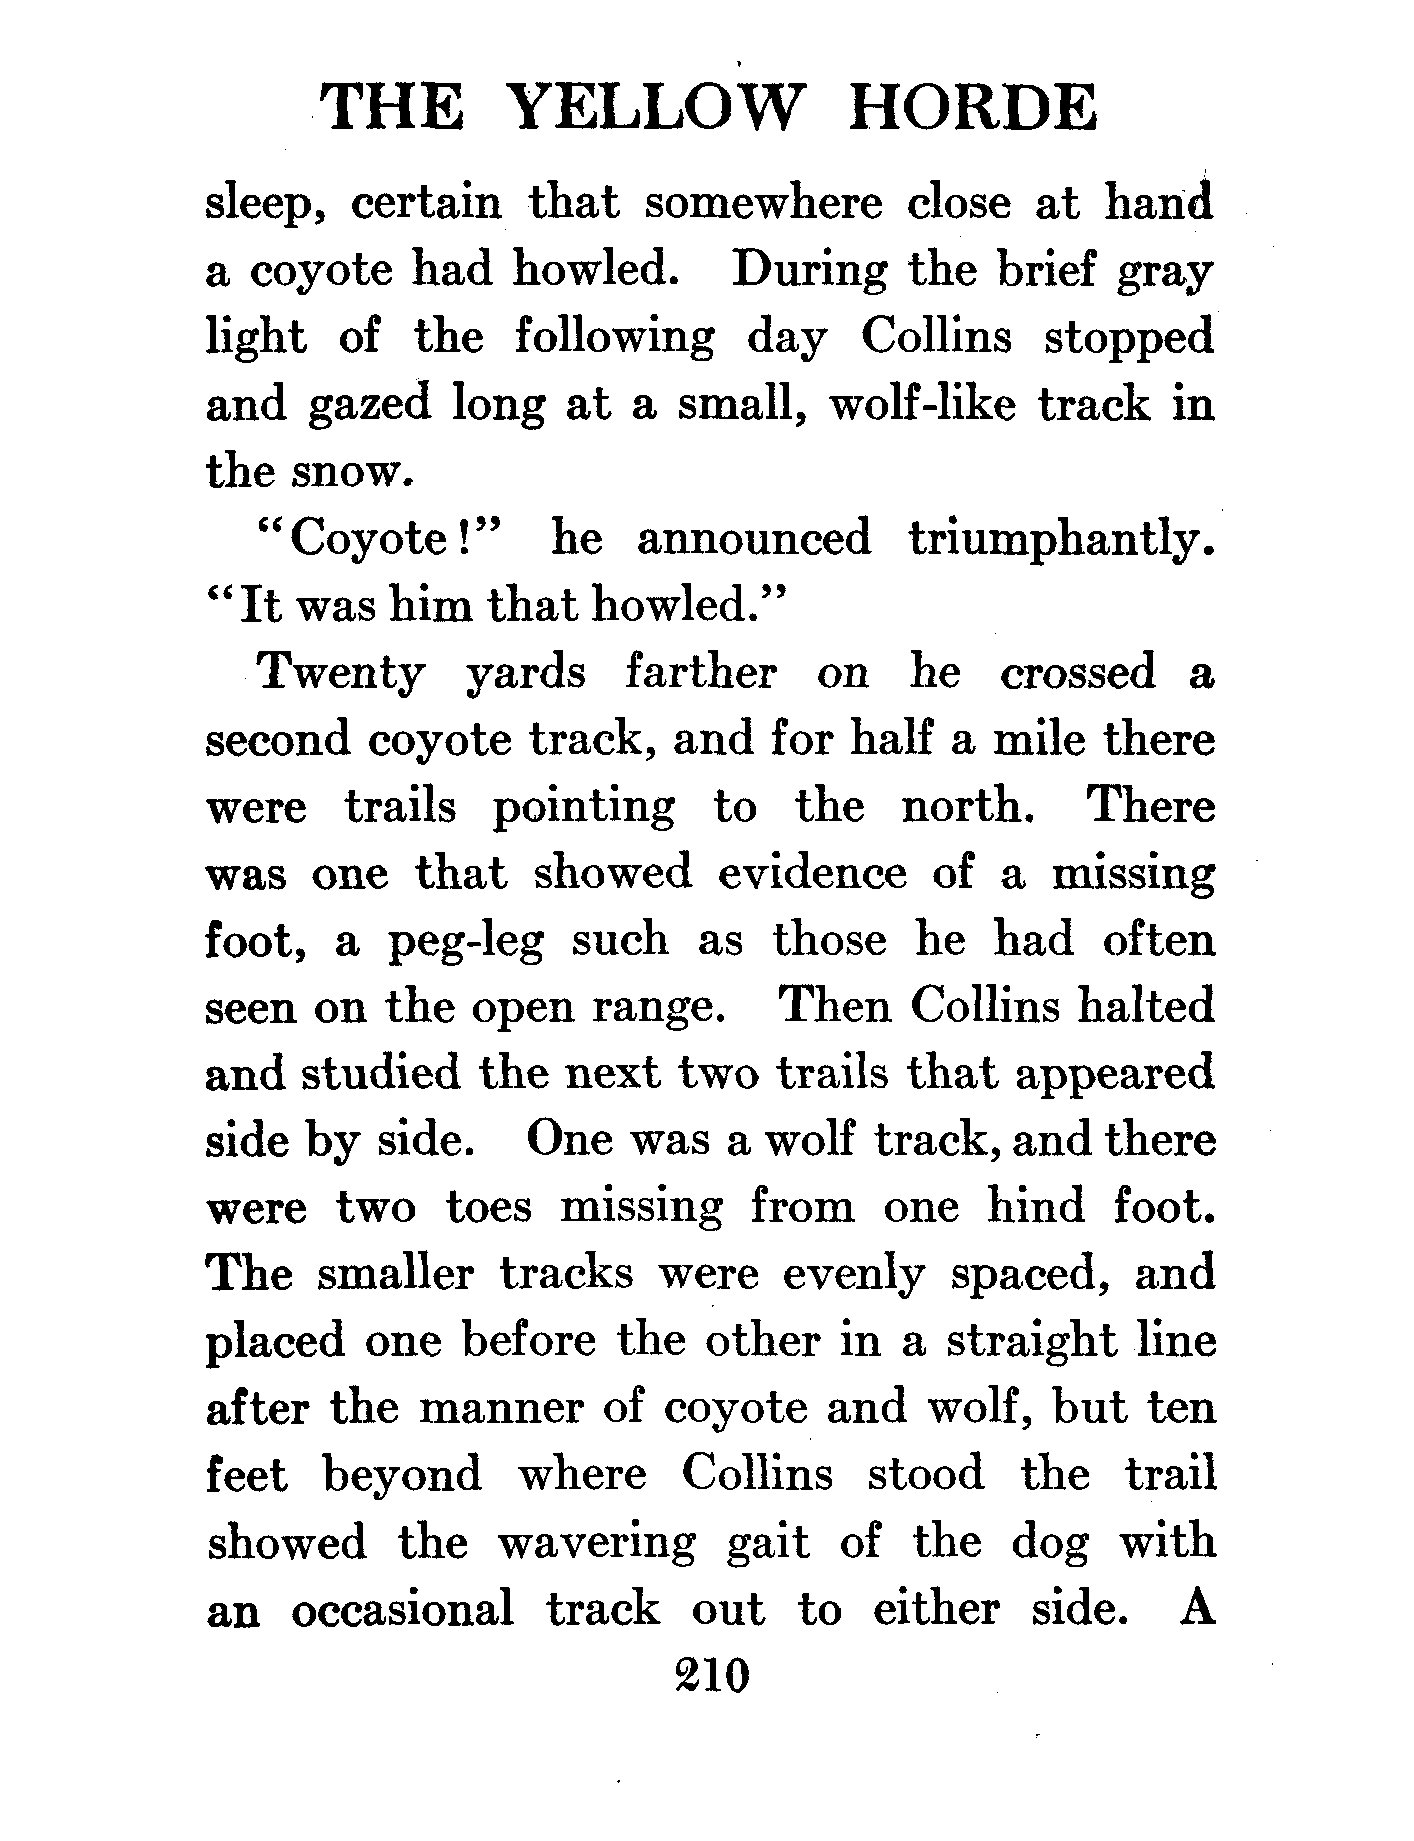 THE YELLOW HORDE
sleep, certain that somewhere close at hand
a coyote had howled. During the brief gray
light of the following day Collins stopped
and gazed long at a small, wolf-like track in
the snow.
"Coyote!" he announced triumphantly.
"It was him that howled."
Twenty yards farther on he crossed a
second coyote track, and for half a mile there
were trails pointing to the north. There
was one that showed evidence of a missing
foot, a peg-leg such as those he had often
seen on the open range. Then Collins halted
and studied the next two trails that appeared
side by side. One was a wolf track, and there
were two toes missing from one hind foot.
The smaller tracks were evenly spaced, and
placed one before the other in a straight line
after the manner of coyote and wolf, but ten
feet beyond where Collins stood the trail
showed the wavering gait of the dog with
an occasional track out to either side. A
210